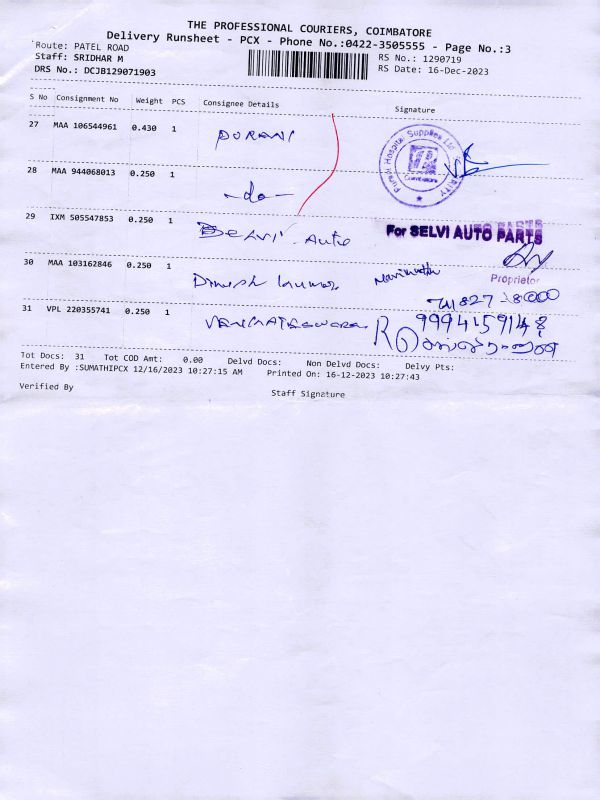 THE PROFESSIONAL COURIERS, COIMBATORE
Delivery Runsheet - PCX - Phone No.:0422-3505555 - Page No.:3
Route: PATEL ROAD
RS No.: 1290719
Staff: SRIDHAR M
RS Date: 16-Dec-2023
DRS No.: DCJB129071903
S No Consignment No Weight PCS Consignee Details Signature
27 MAA 106544961 0.430 1 PURANI
Purani Hospital Supplies
Coimbatore
28 MAA 944068013 0.250 1 -do-
29 IXM 505547853 0.250 1 Selvi Auto
For SELVI AUTO PARTS
Proprietor
30 MAA 103162846 0.250 1 Dinesh kumar
31 VPL 220355741 0.250 1 VENKATESWARA
Tot Docs: 31 Tot COD Amt: 0.00 Delvd Docs: Non Delvd Docs: Delvy Pts:
Entered By :SUMATHIPCX 12/16/2023 10:27:15 AM Printed On: 16-12-2023 10:27:43
Verified By
Staff Signature